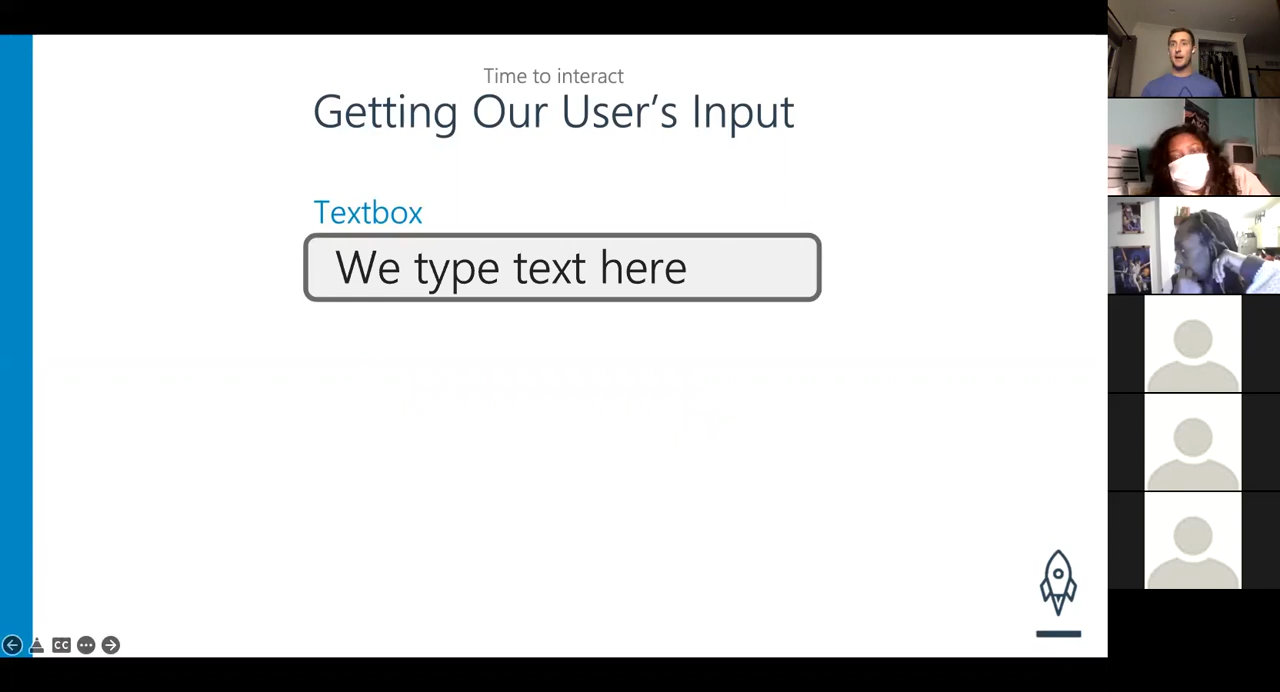 Time to interact
Getting Our User's Input
Textbox
We type text here
CC